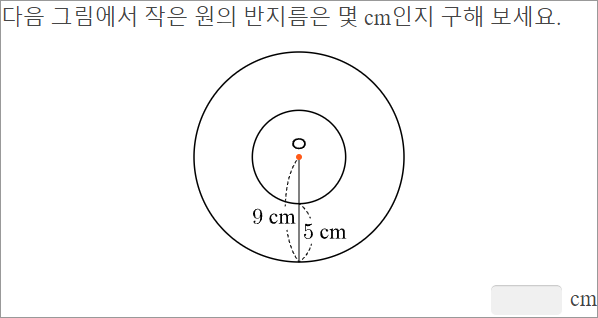 다음 그림에서 작은 원의 반지름은 몇 cm인지 구해 보세요.
ㅇ
9 cm
5 cm
cm